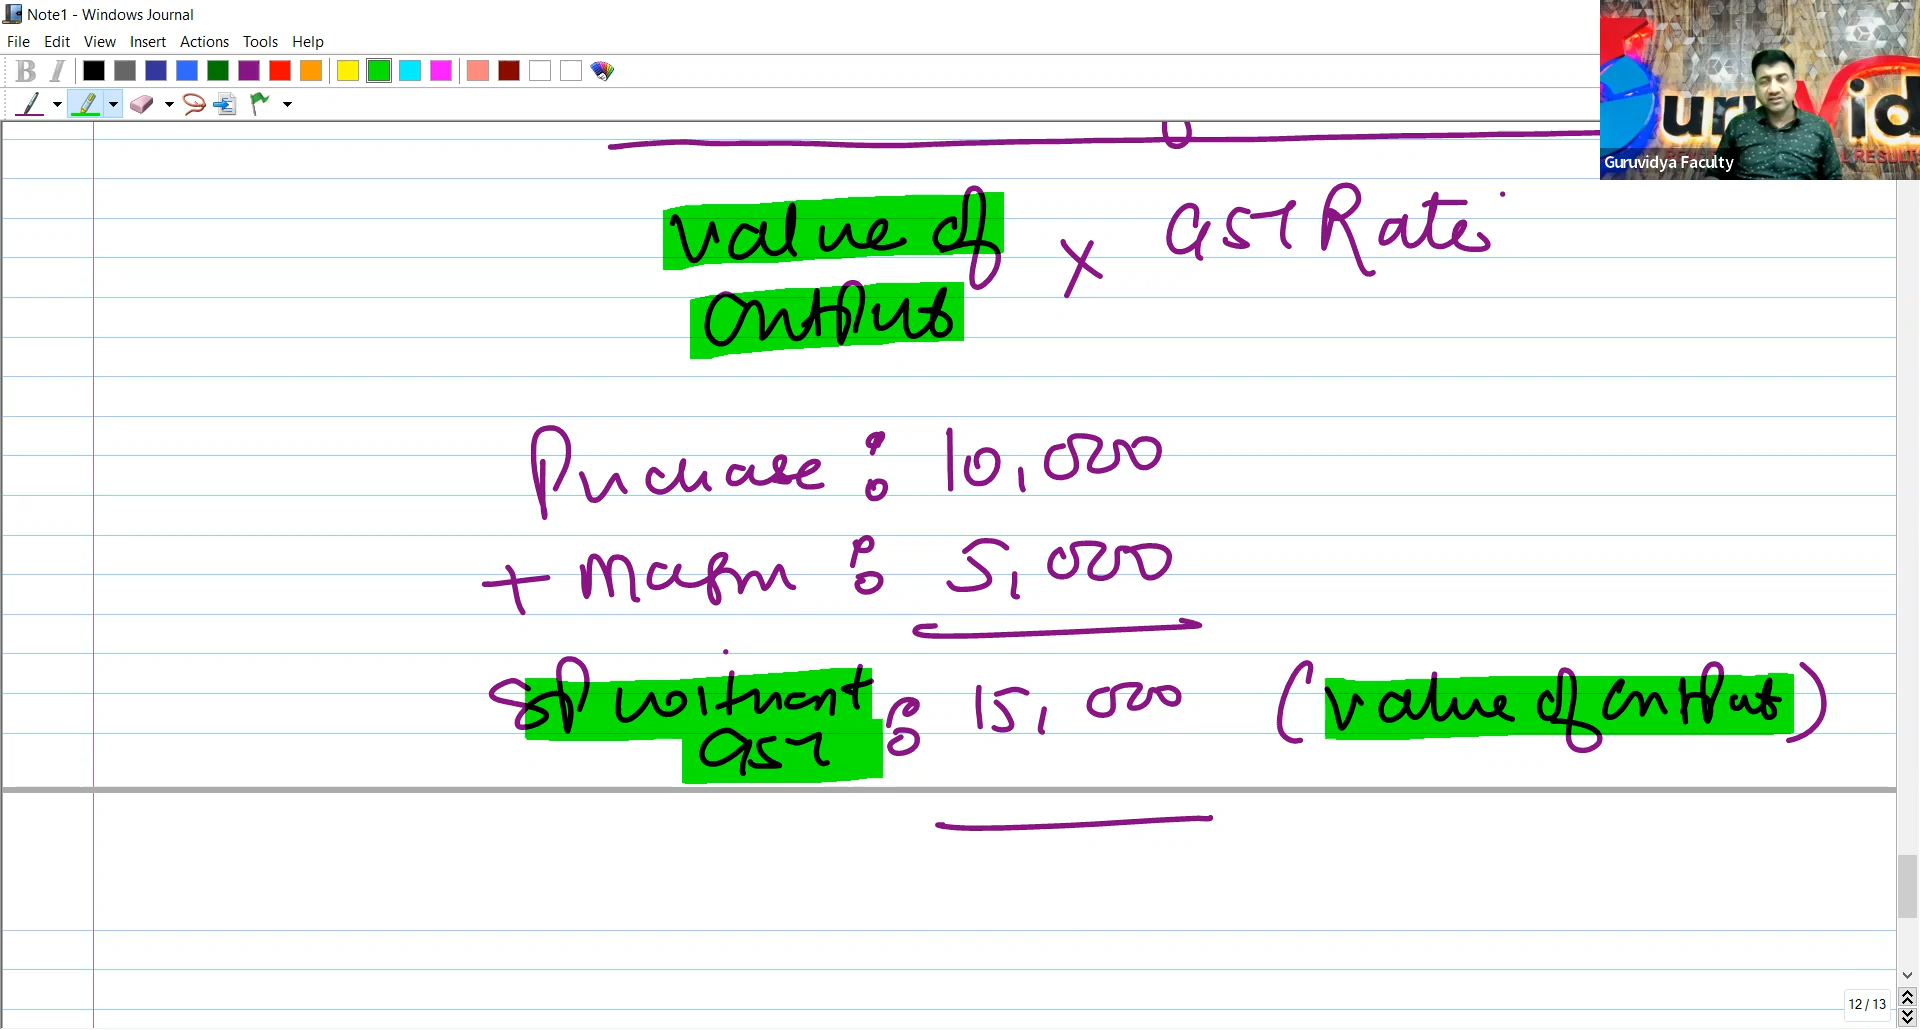 Note1 - Windows Journal
File Edit View Insert Actions Tools Help
B I
Guruvidya Faculty
value of × GST Rates
output
Purchase : 10,000
+ Margin : 5,000
SP without : 15,000 (value of output)
GST
12 / 13